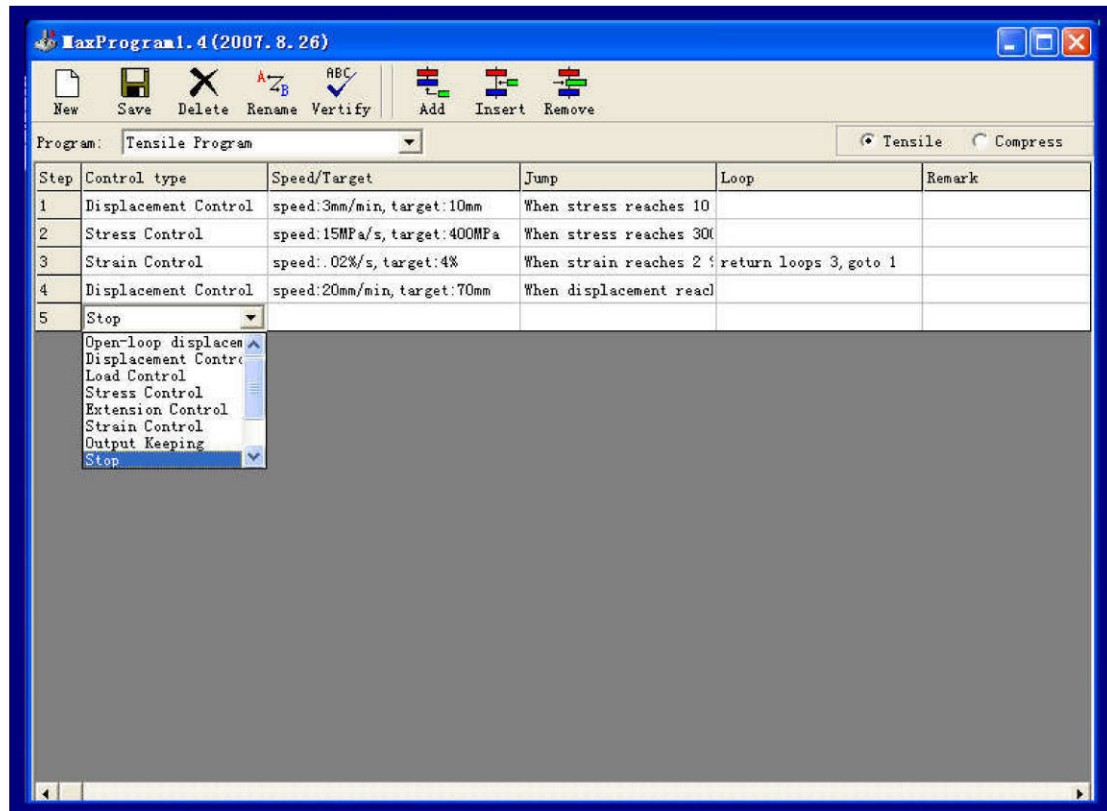 MaxProgram1.4(2007.8.26)
New Save Delete Rename Vertify Add Insert Remove
Program: Tensile Program Tensile Compress
Step Control type Speed/Target Jump Loop Remark
1 Displacement Control speed:3mm/min, target:10mm When stress reaches 10
2 Stress Control speed:15MPa/s, target:400MPa When stress reaches 300
3 Strain Control speed:.02%/s, target:4% When strain reaches 2 return loops 3, goto 1
4 Displacement Control speed:20mm/min, target:70mm When displacement reac
5 Stop
Open-loop displacem
Displacement Contro
Load Control
Stress Control
Extension Control
Strain Control
Output Keeping
Stop